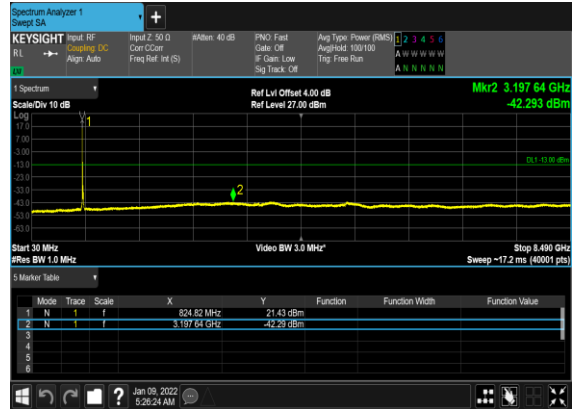 Spectrum Analyzer 1
Swept SA
+
KEYSIGHT Input: RF Input Z: 50 Ω #Atten: 40 dB PNO: Fast Avg Type: Power (RMS) 1 2 3 4 5 6
RL Coupling: DC Corr CCorr Gate: Off Avg|Hold: 100/100 A W W W W W
Align: Auto Freq Ref: Int (S) IF Gain: Low Trig: Free Run
Sig Track: Off A N N N N N
1 Spectrum Ref Lvl Offset 4.00 dB Mkr2 3.197 64 GHz
Scale/Div 10 dB Ref Level 27.00 dBm -42.293 dBm
Log
17.0 1
7.00
-3.00
-13.0 DL1 -13.00 dBm
-23.0
-33.0 2
-43.0
-53.0
-63.0
Start 30 MHz Video BW 3.0 MHz* Stop 8.490 GHz
#Res BW 1.0 MHz Sweep ~17.2 ms (40001 pts)
5 Marker Table
Mode Trace Scale X Y Function Function Width Function Value
1 N 1 f 824.82 MHz 21.43 dBm
2 N 1 f 3.197 64 GHz -42.29 dBm
3
4
5
6
? Jan 09, 2022
5:26:24 AM